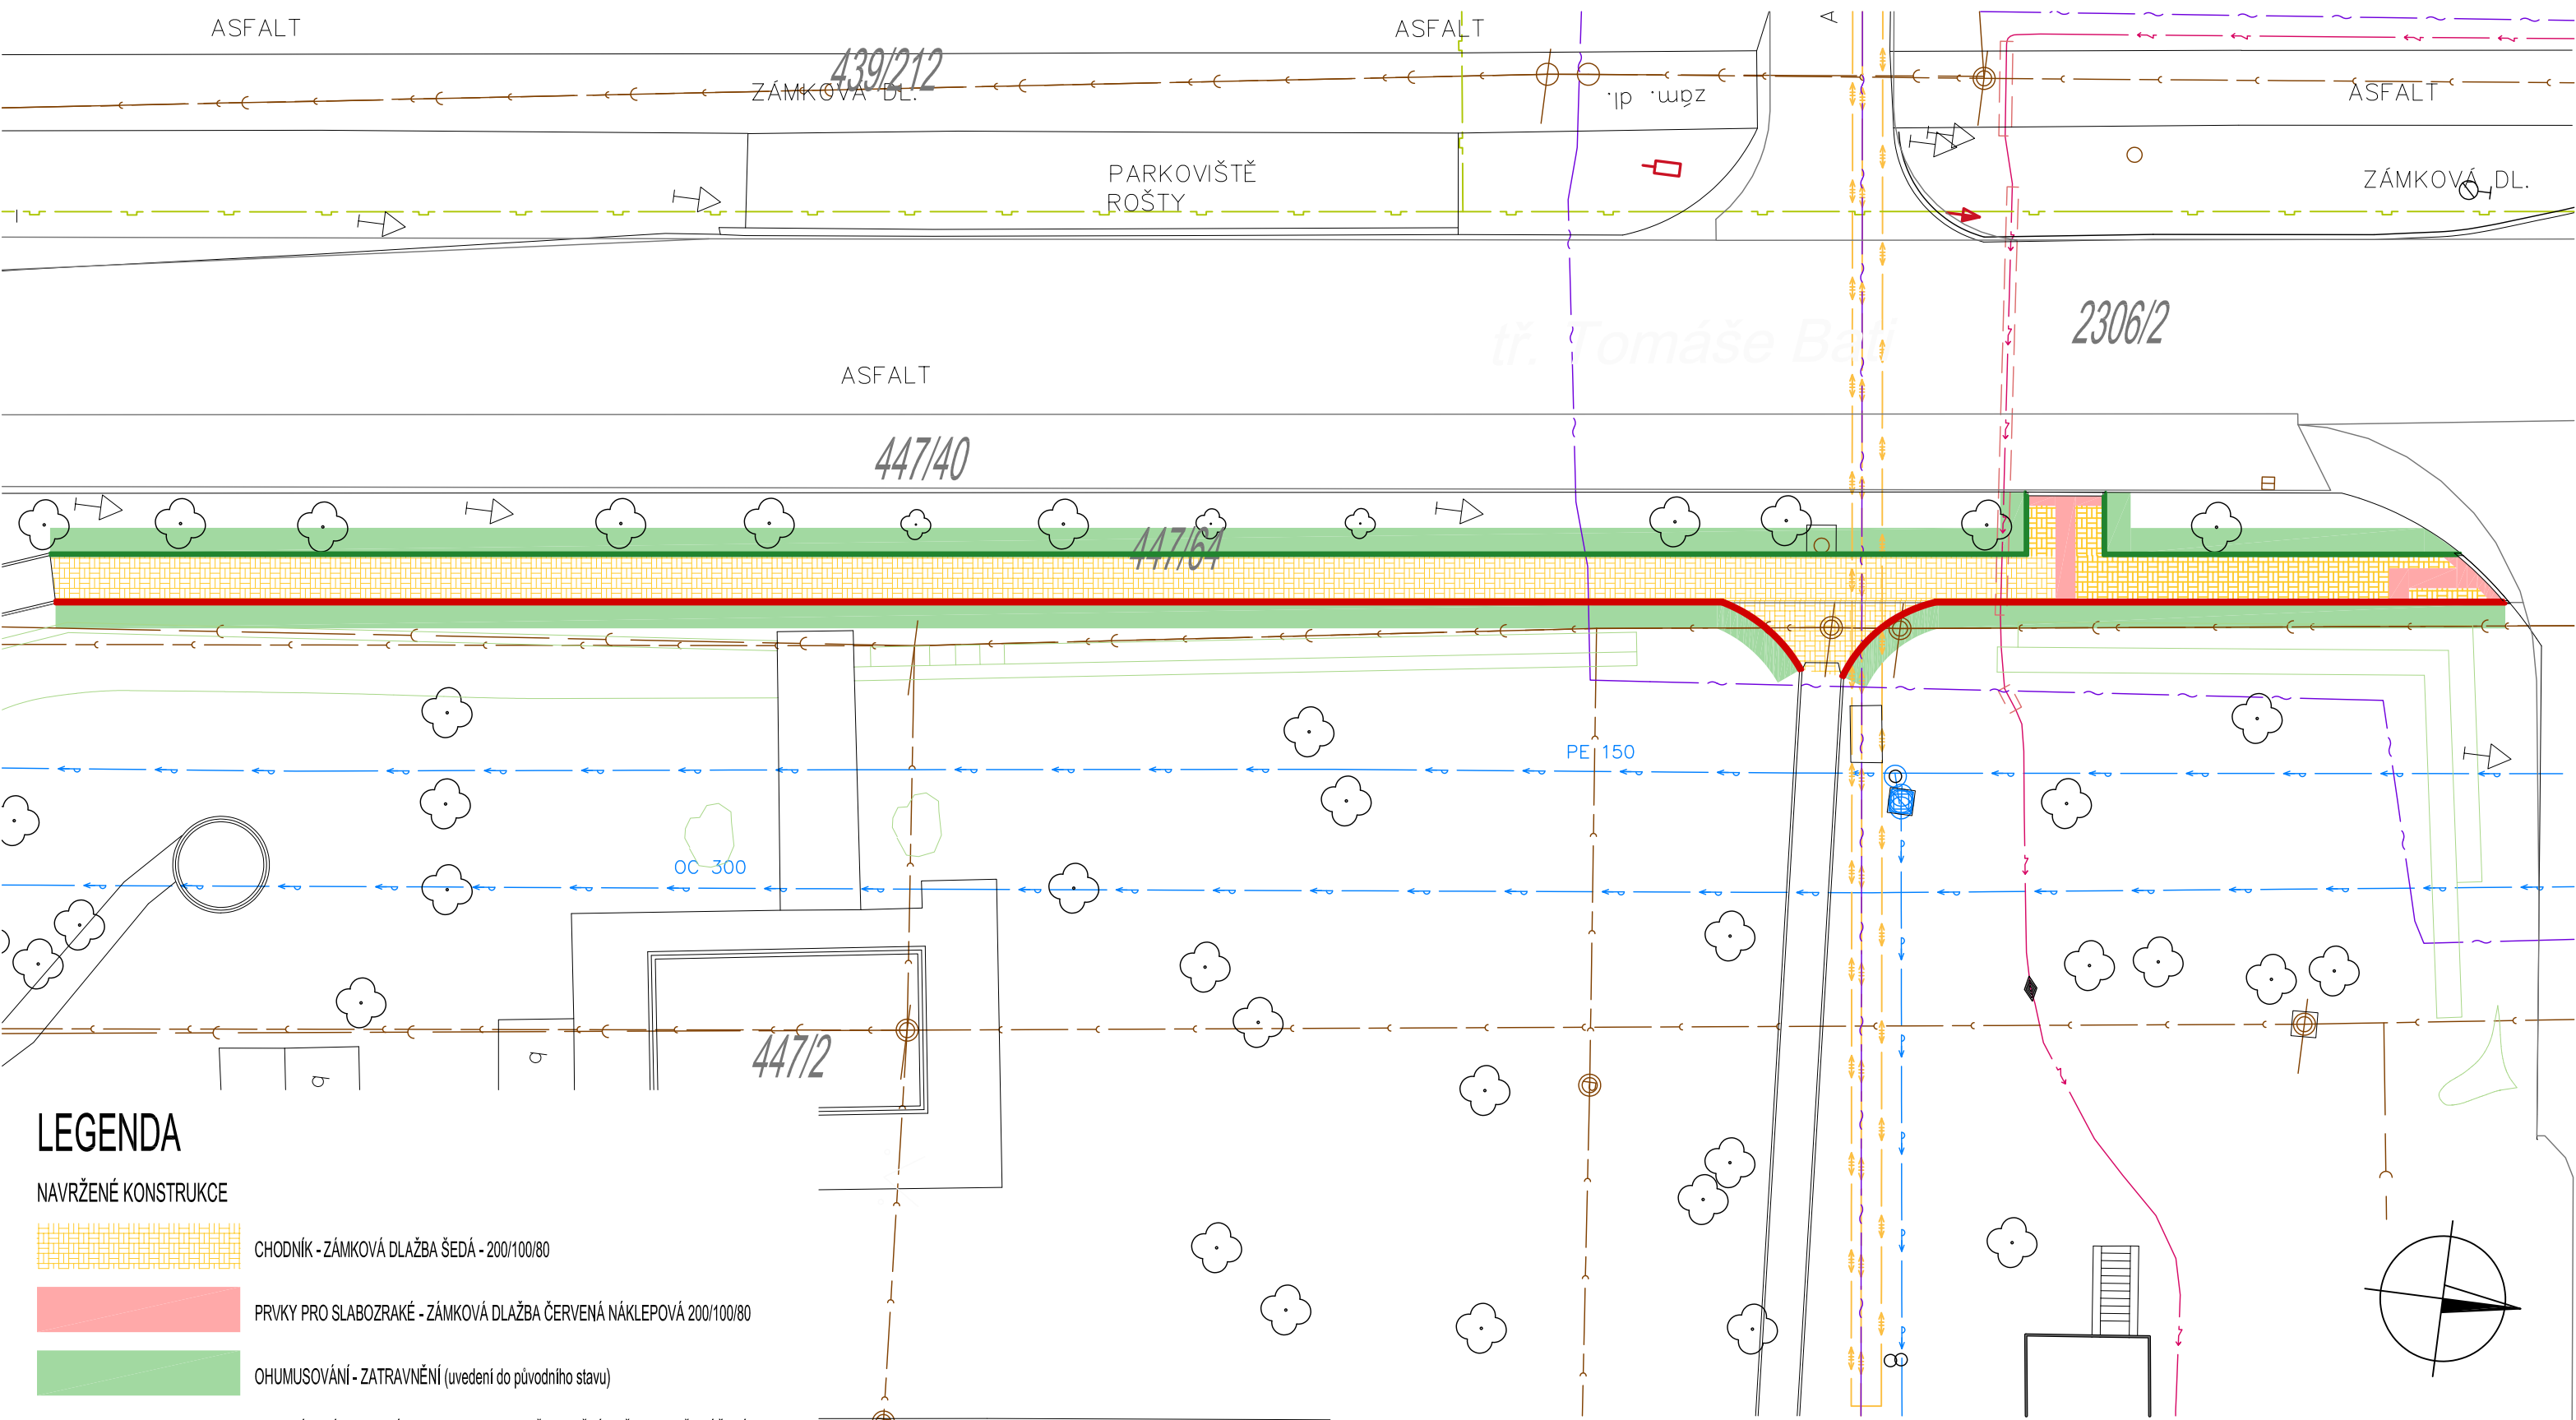 ASFALT
ASFALT
A
439/212
ZÁMKOVÁ DL.
zám. dl.
ASFALT
PARKOVIŠTĚ
ROŠTY
ZÁMKOVÁ DL.
2306/2
tř. Tomáše Bati
ASFALT
447/40
447/64
PE 150
OC 300
447/2
LEGENDA
NAVRŽENÉ KONSTRUKCE
CHODNÍK - ZÁMKOVÁ DLAŽBA ŠEDÁ - 200/100/80
PRVKY PRO SLABOZRAKÉ - ZÁMKOVÁ DLAŽBA ČERVENÁ NÁKLEPOVÁ 200/100/80
OHUMUSOVÁNÍ - ZATRAVNĚNÍ (uvedení do původního stavu)